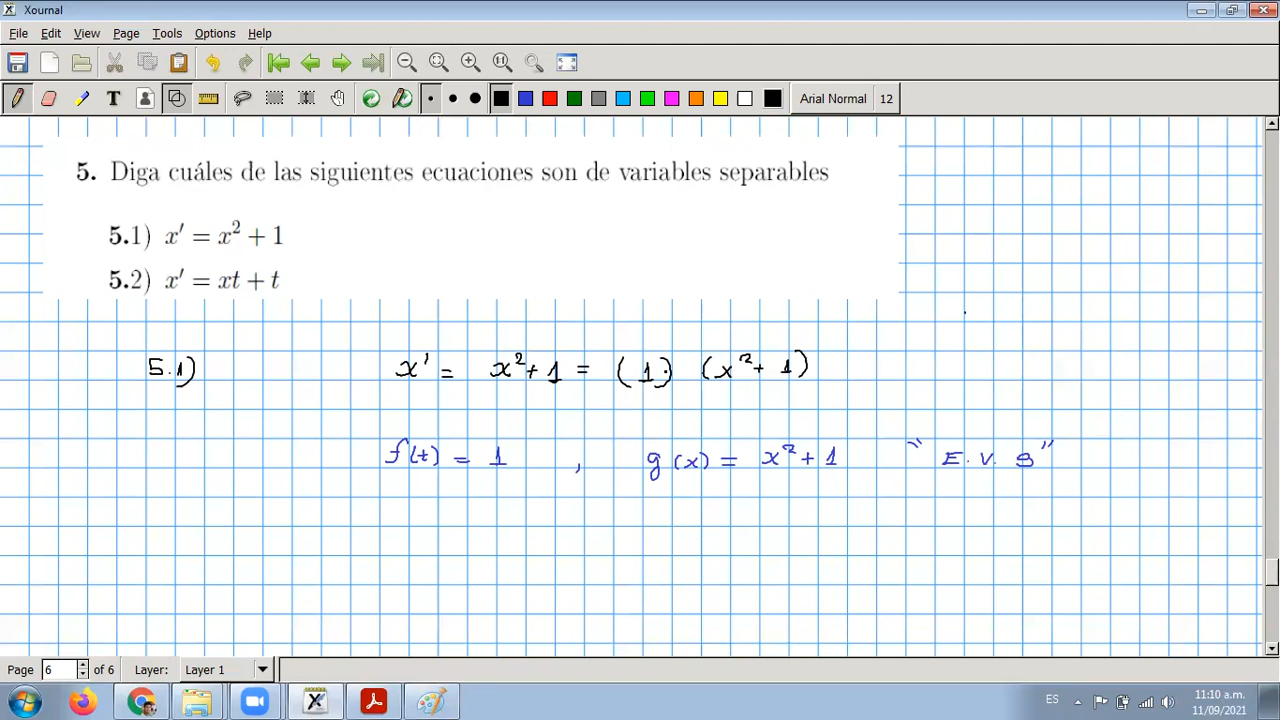 Xournal
File Edit View Page Tools Options Help
T Arial Normal 12
5. Diga cuáles de las siguientes ecuaciones son de variables separables
5.1) x′ = x² + 1
5.2) x′ = xt + t
5.1) x' = x²+1 = (1.) (x²+1)
f(t) = 1 , g(x) = x²+1 " E. V. S"
Page 6 of 6 Layer: Layer 1
ES 11:10 a.m.
11/09/2021